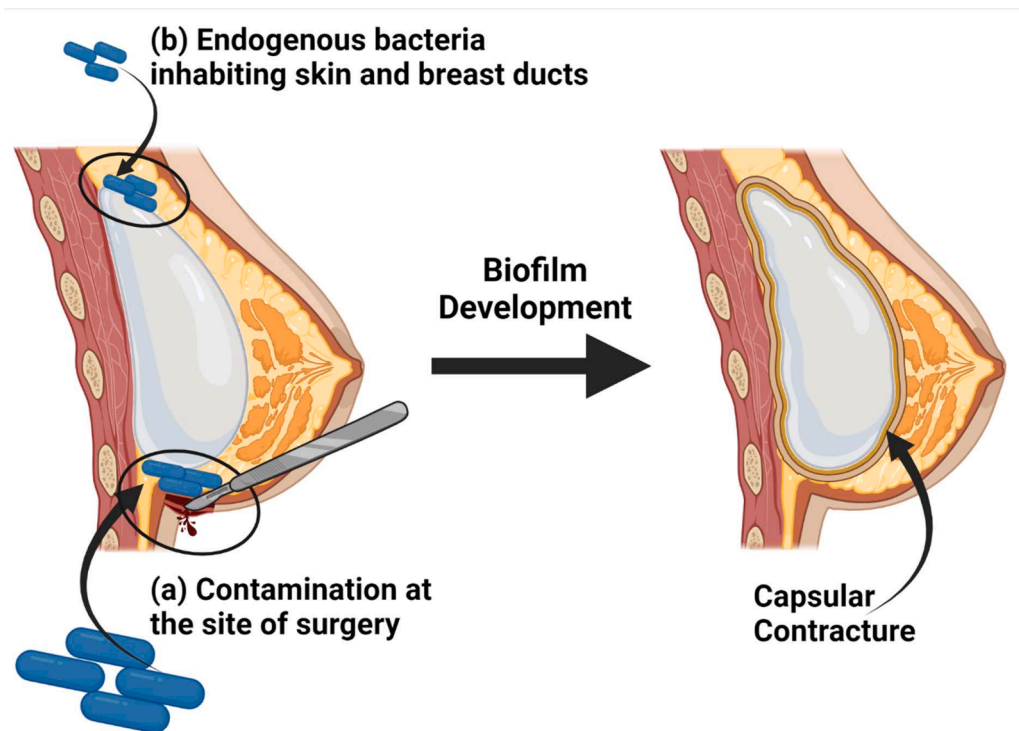 (b) Endogenous bacteria
inhabiting skin and breast ducts
Biofilm
Development
(a) Contamination at
the site of surgery
Capsular
Contracture